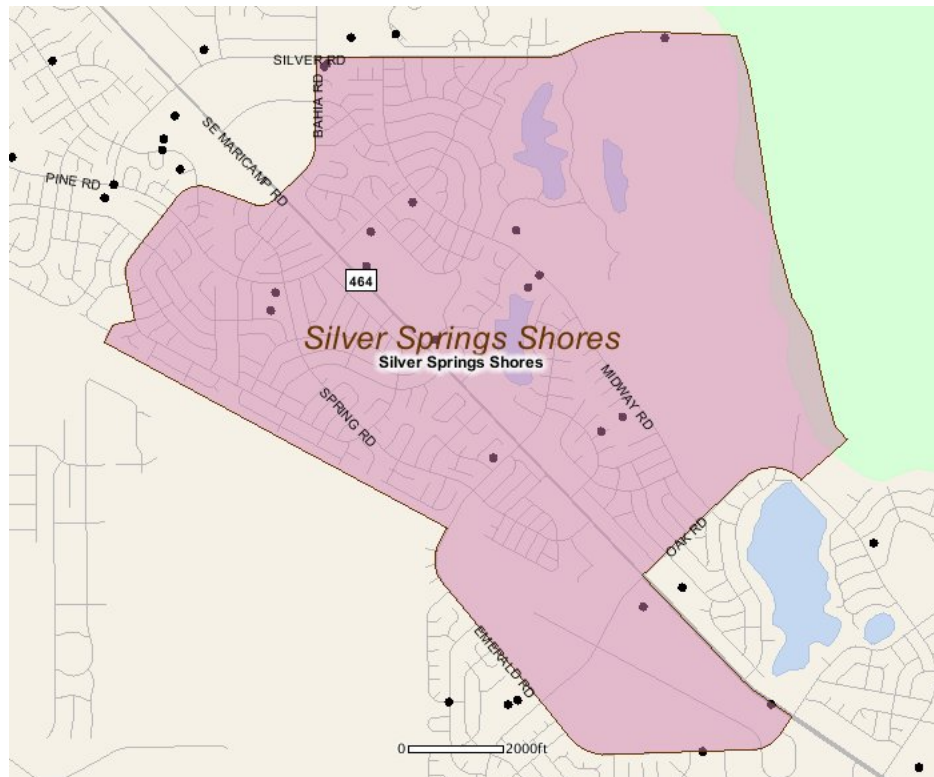 SILVER RD
BAHIA RD
SE MARICAMP RD
PINE RD
464
Silver Springs Shores
Silver Springs Shores
MIDWAY RD
SPRING RD
OAK RD
EMERALD RD
0 2000ft